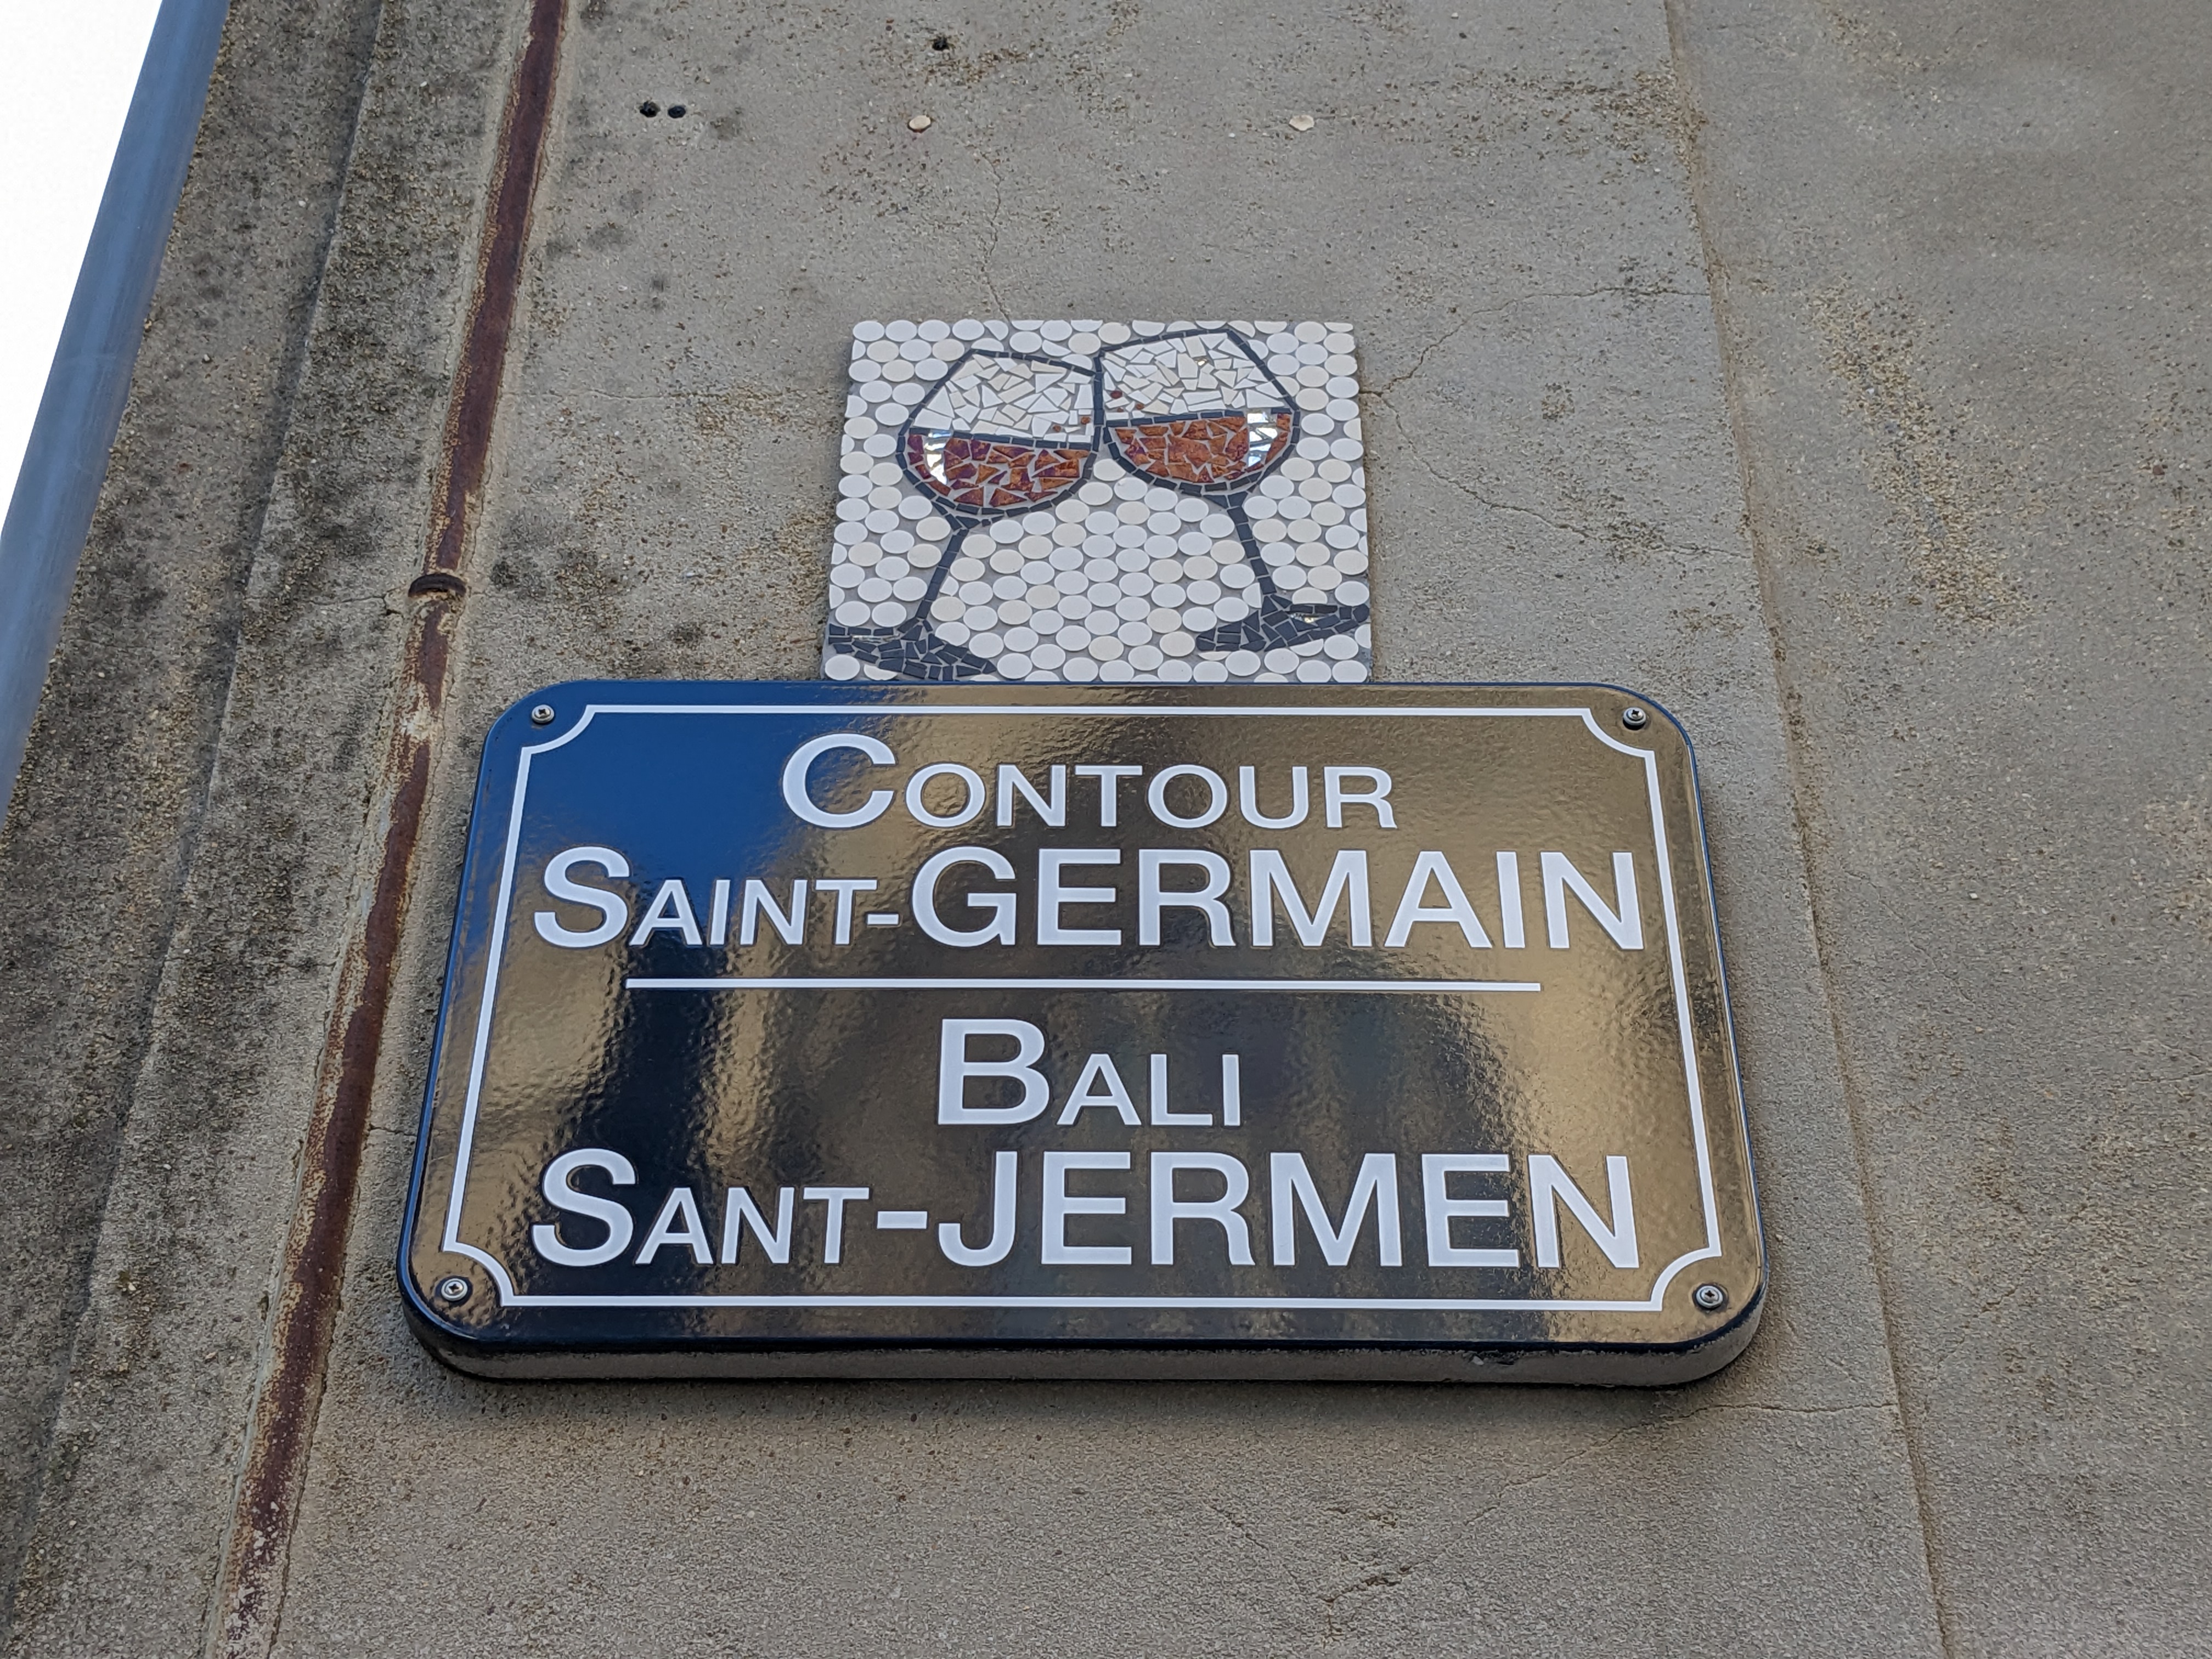 CONTOUR
SAINT-GERMAIN
BALI
SANT-JERMEN